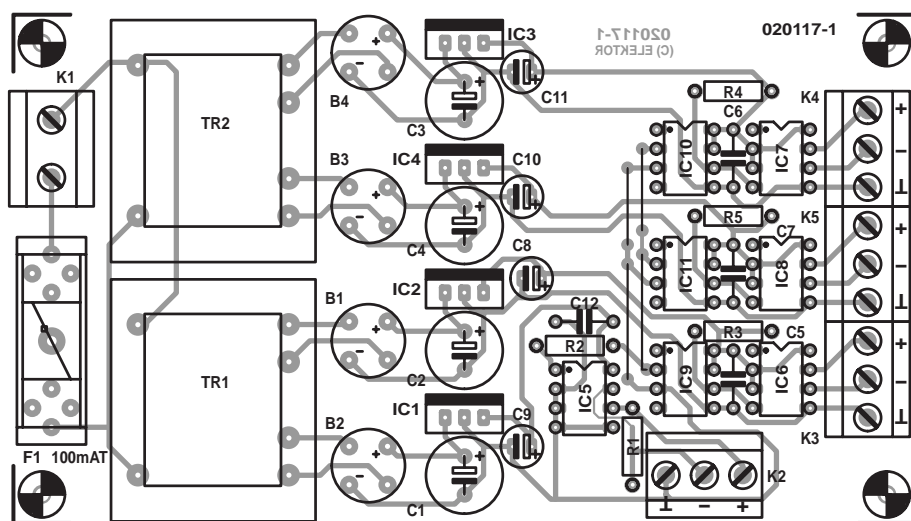 020117-1
(C) ELEKTOR
020117-1
K1
TR2
B4
C3
IC3
C11
R4
C6
K4
+
−
⊥
IC10
IC7
B3
IC4
C10
C4
R5
K5
C7
+
−
⊥
IC11
IC8
C8
B1
IC2
C12
R2
R3
C5
+
−
⊥
IC9
IC6
TR1
C2
IC5
B2
IC1
C9
R1
K3
F1 100mAT
C1
K2
⊥ − +